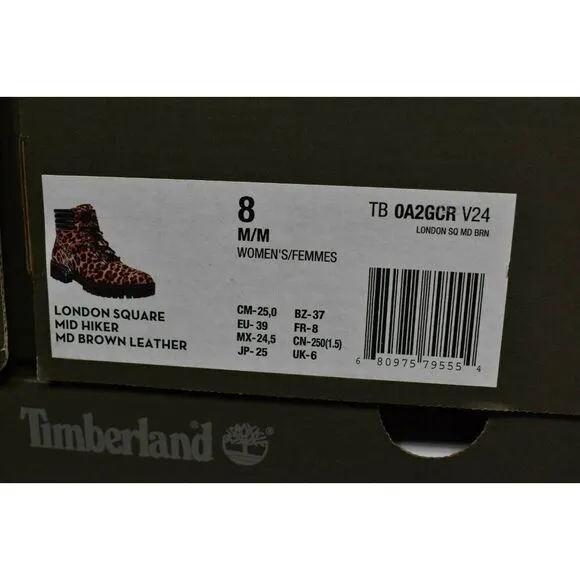 8
M/M
WOMEN'S/FEMMES
TB 0A2GCR V24
LONDON SQ MD BRN
LONDON SQUARE
MID HIKER
MD BROWN LEATHER
CM-25,0 BZ-37
EU-39 FR-8
MX-24,5 CN-250(1.5)
JP-25 UK-6
6 80975 79555 4
Timberland